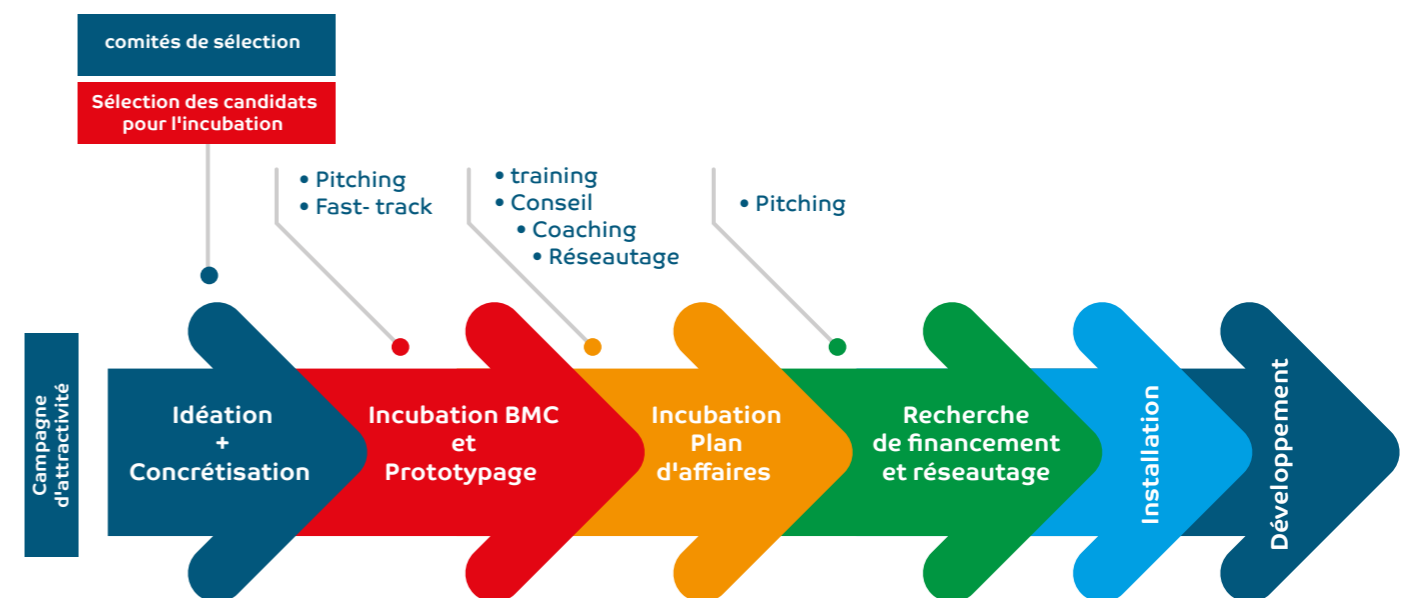 comités de sélection
Sélection des candidats
pour l'incubation
• Pitching
• Fast- track
• training
• Conseil
• Coaching
• Réseautage
• Pitching
Campagne
d'attractivité
Idéation
+
Concrétisation
Incubation BMC
et
Prototypage
Incubation
Plan
d'affaires
Recherche
de financement
et réseautage
Installation
Développement